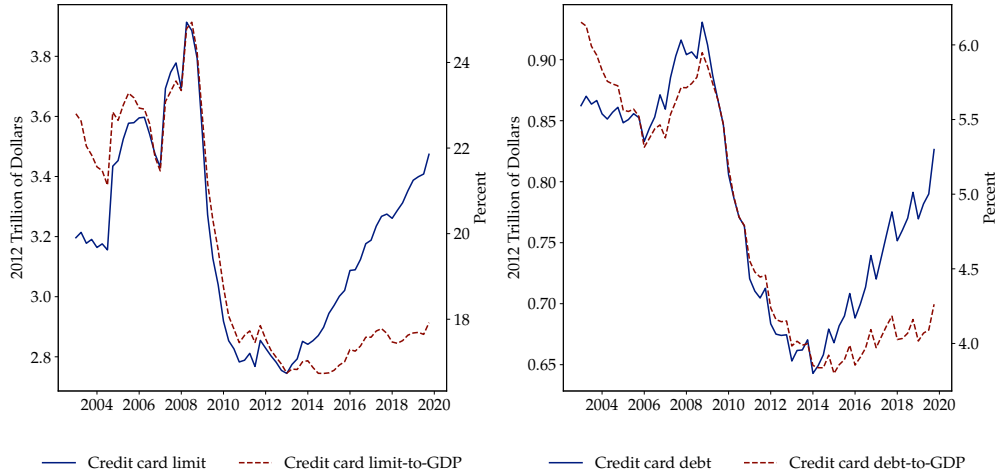 2012 Trillion of Dollars
3.8
3.6
3.4
3.2
3.0
2.8
24
22
20
18
Percent
2004 2006 2008 2010 2012 2014 2016 2018 2020
Credit card limit Credit card limit-to-GDP
2012 Trillion of Dollars
0.90
0.85
0.80
0.75
0.70
0.65
6.0
5.5
5.0
4.5
4.0
Percent
2004 2006 2008 2010 2012 2014 2016 2018 2020
Credit card debt Credit card debt-to-GDP